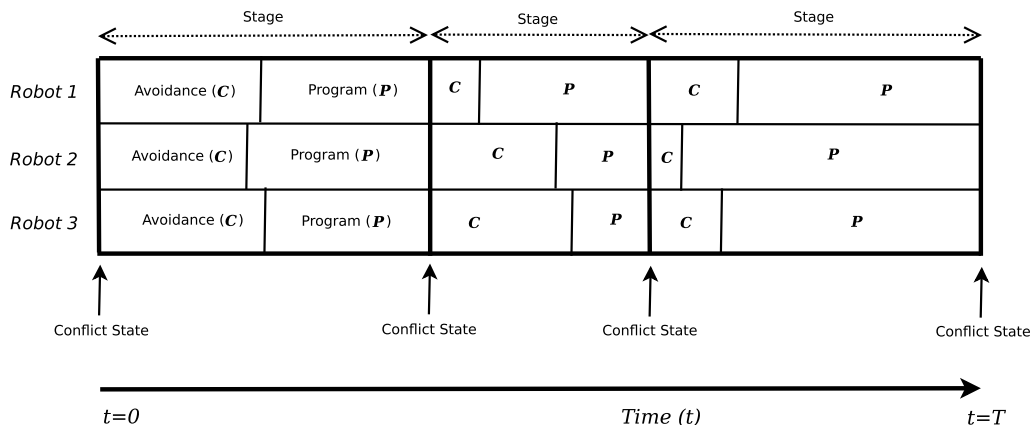 Stage Stage Stage
Robot 1 Avoidance (C) Program (P) C P C P
Robot 2 Avoidance (C) Program (P) C P C P
Robot 3 Avoidance (C) Program (P) C P C P
Conflict State Conflict State Conflict State Conflict State
t=0 Time (t) t=T